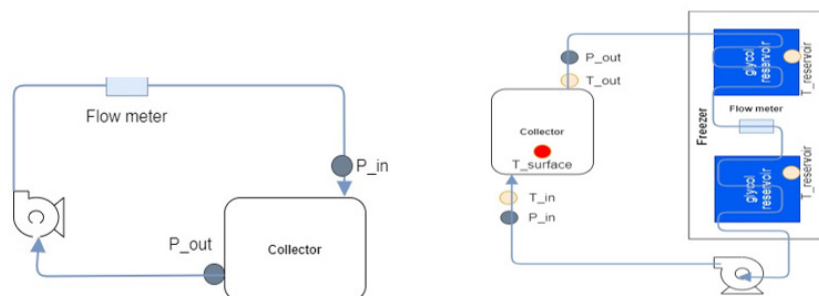 Flow meter
P_in
P_out
Collector
P_out
T_out
Collector
T_surface
T_in
P_in
Freezer
glycol
reservoir
T_reservoir
Flow meter
glycol
reservoir
T_reservoir